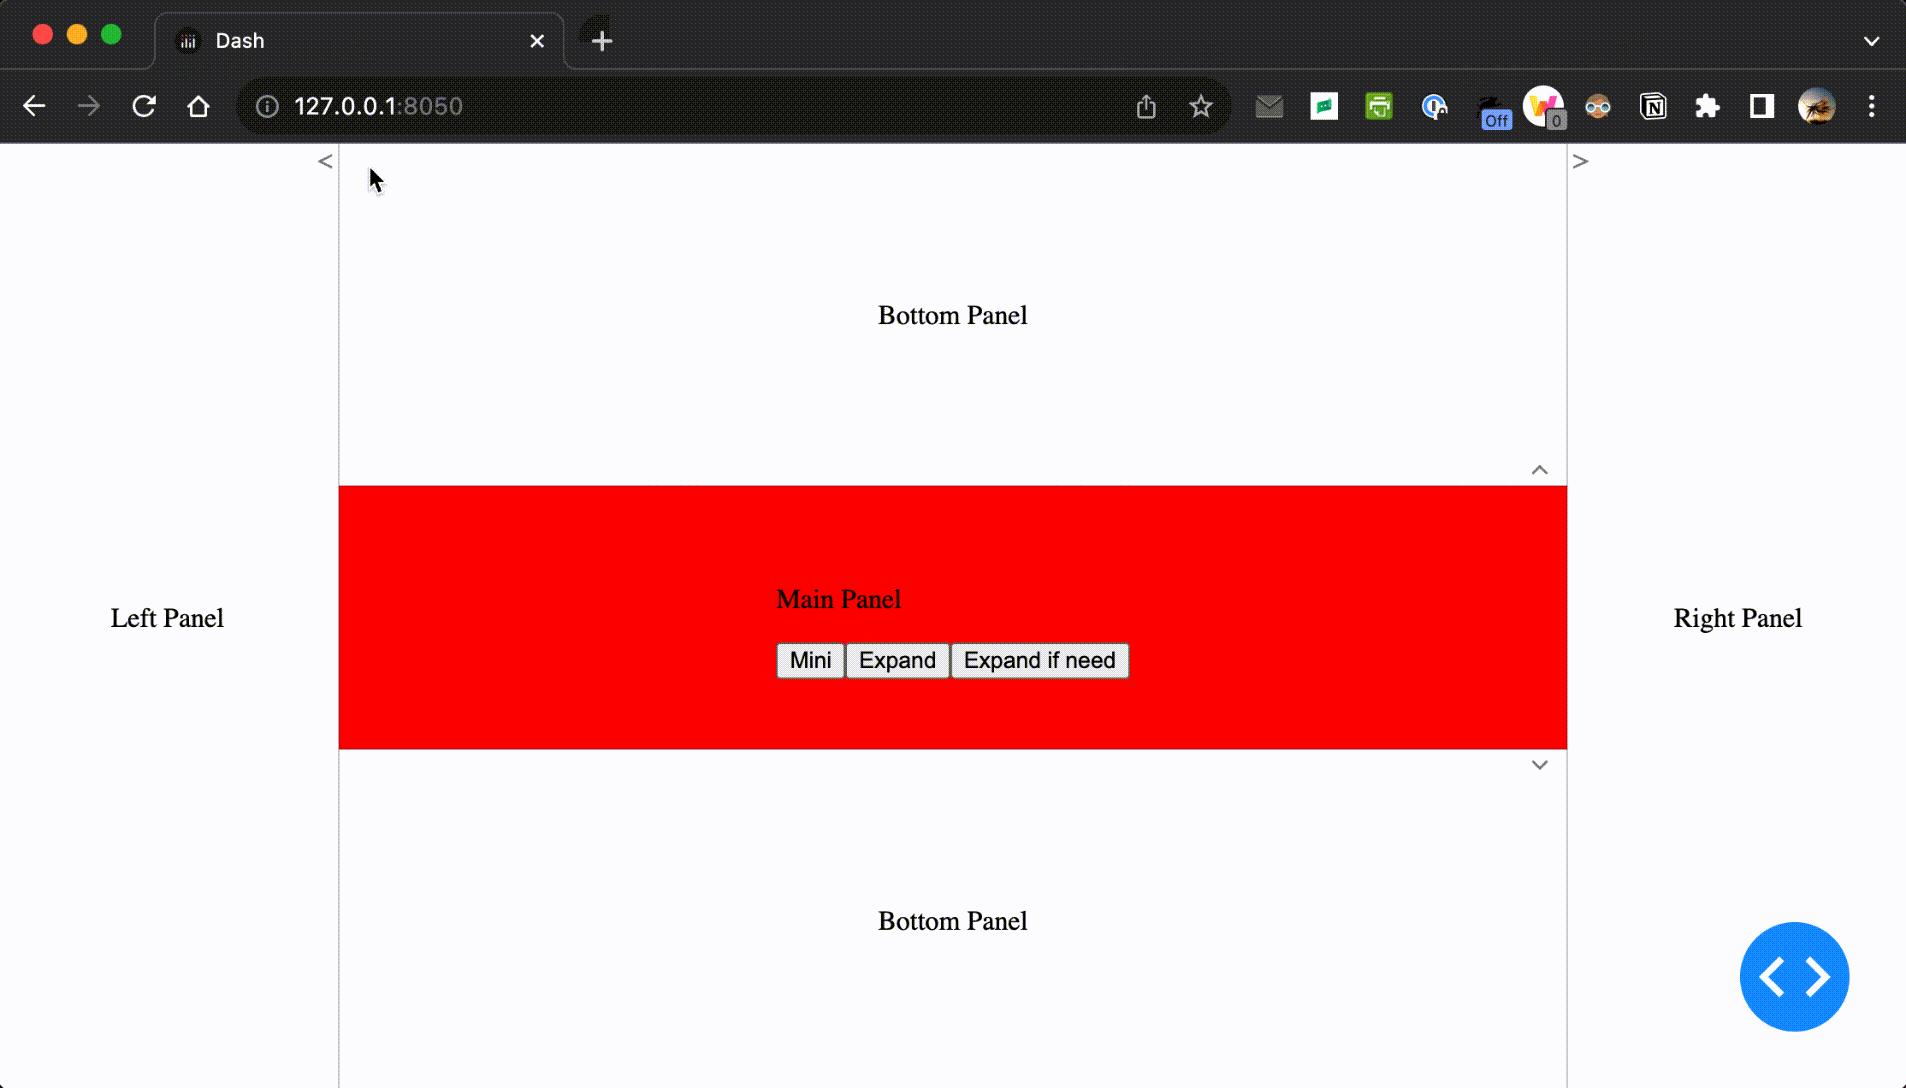 Dash
127.0.0.1:8050
Off
0
<
>
Bottom Panel
Main Panel
Mini Expand Expand if need
Left Panel
Right Panel
Bottom Panel